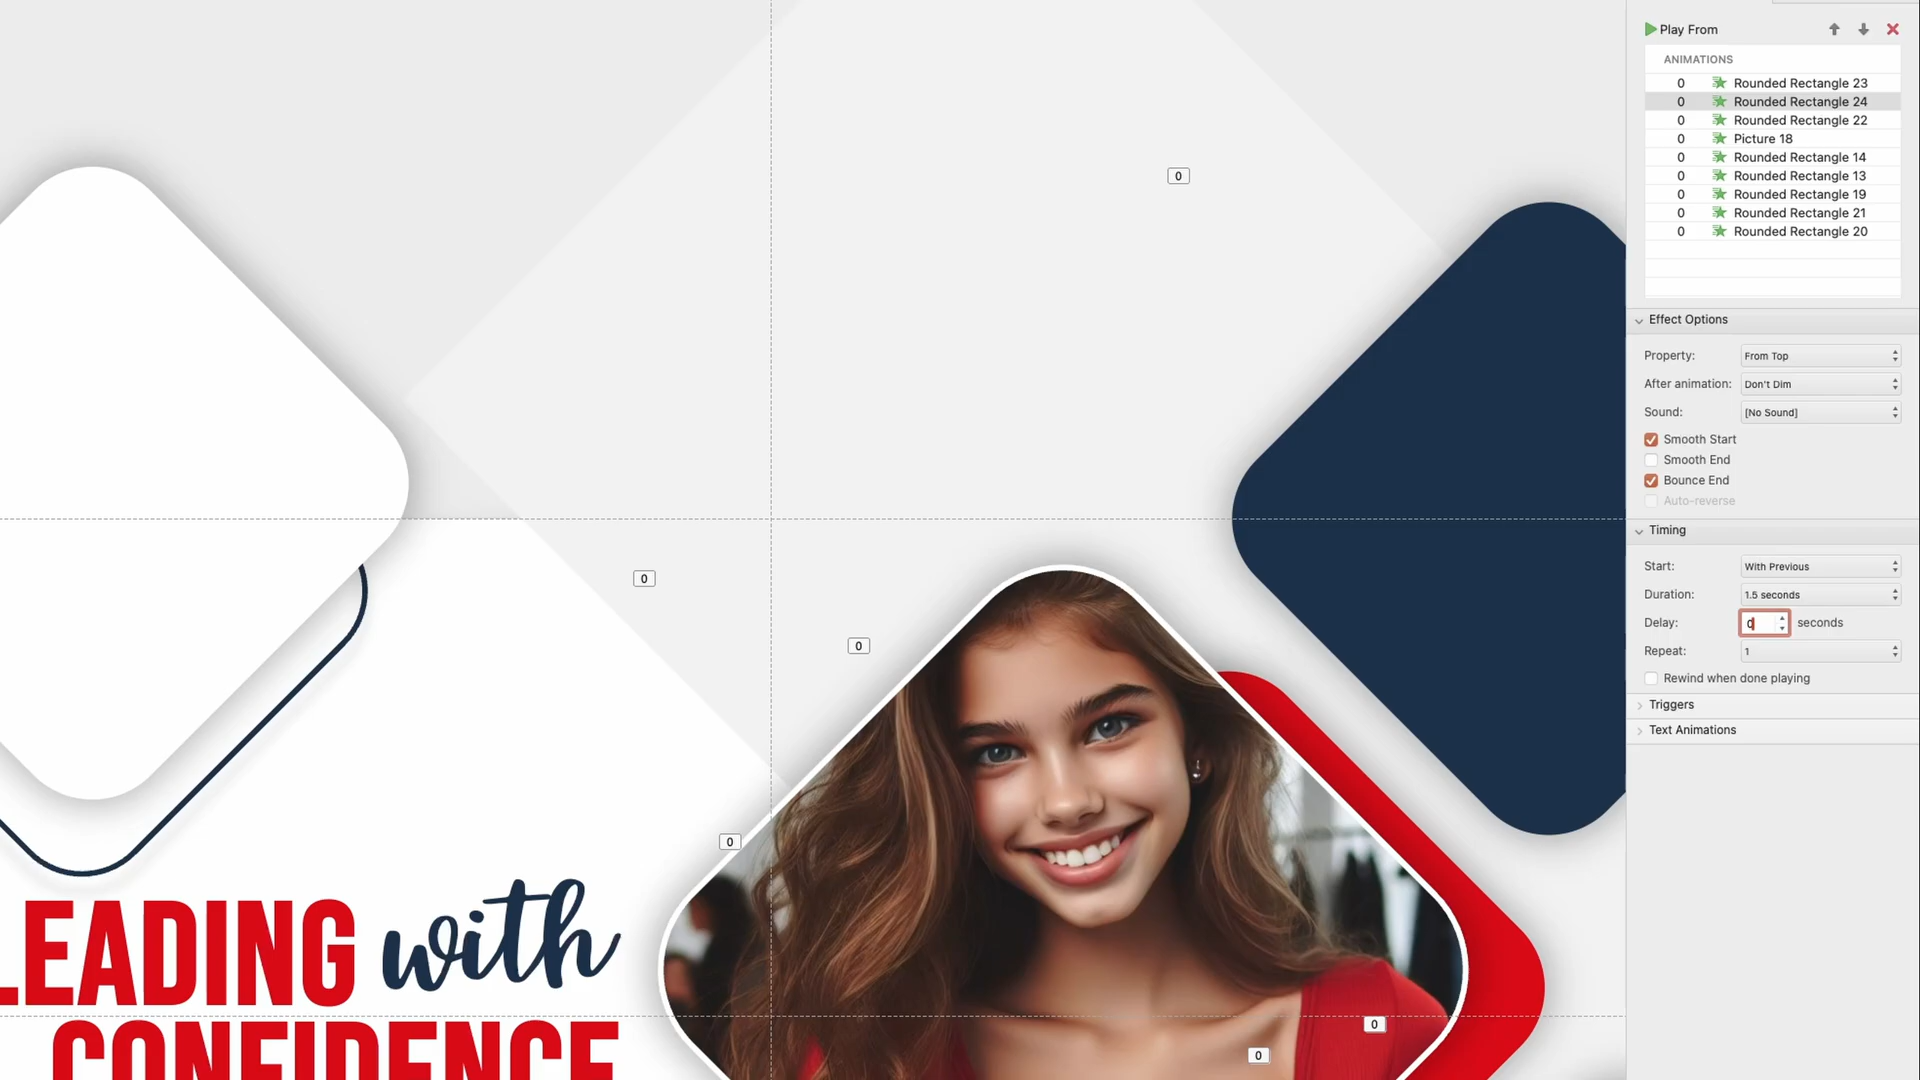 Play From
ANIMATIONS
0 Rounded Rectangle 23
0 Rounded Rectangle 24
0 Rounded Rectangle 22
0 Picture 18
0 Rounded Rectangle 14
0 Rounded Rectangle 13
0 Rounded Rectangle 19
0 Rounded Rectangle 21
0 Rounded Rectangle 20
Effect Options
Property: From Top
After animation: Don't Dim
Sound: [No Sound]
Smooth Start
Smooth End
Bounce End
Auto-reverse
Timing
Start: With Previous
Duration: 1.5 seconds
Delay: 0 seconds
Repeat: 1
Rewind when done playing
Triggers
Text Animations
0
0
0
0
LEADING with
CONFIDENCE
0
0